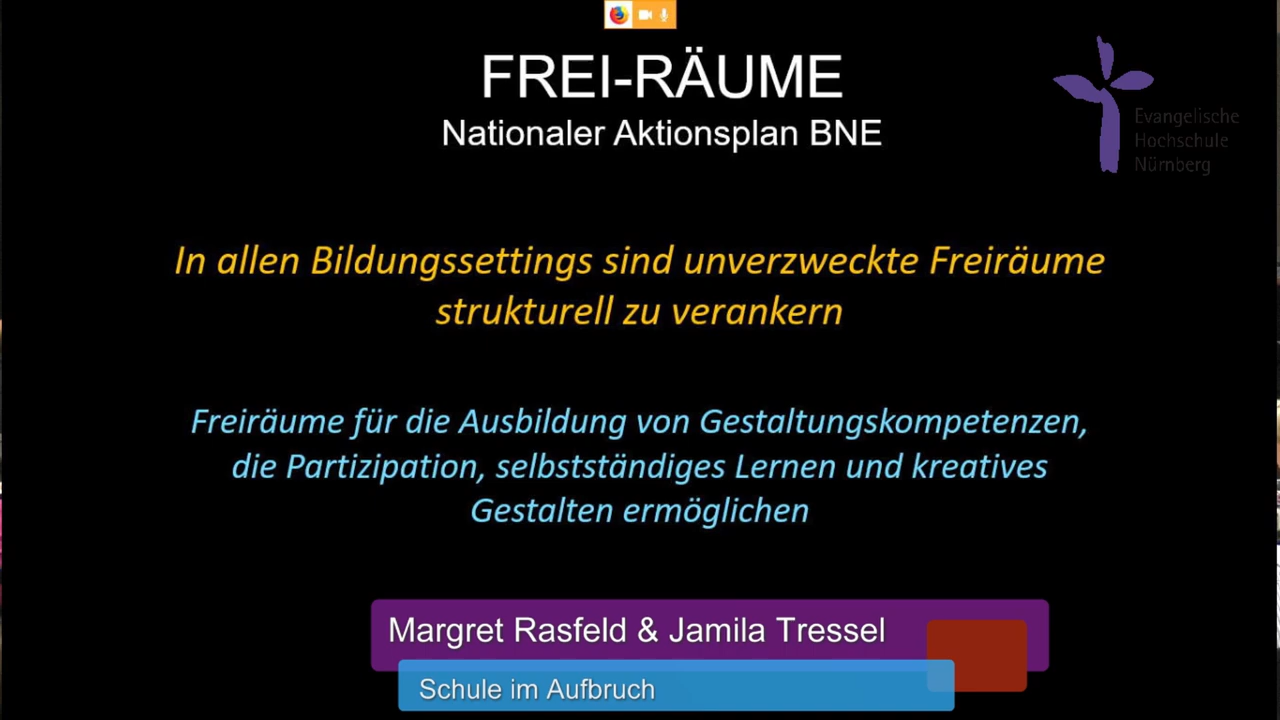 FREI-RÄUME
Nationaler Aktionsplan BNE
Evangelische
Hochschule
Nürnberg
In allen Bildungssettings sind unverzweckte Freiräume
strukturell zu verankern
Freiräume für die Ausbildung von Gestaltungskompetenzen,
die Partizipation, selbstständiges Lernen und kreatives
Gestalten ermöglichen
Margret Rasfeld & Jamila Tressel
Schule im Aufbruch